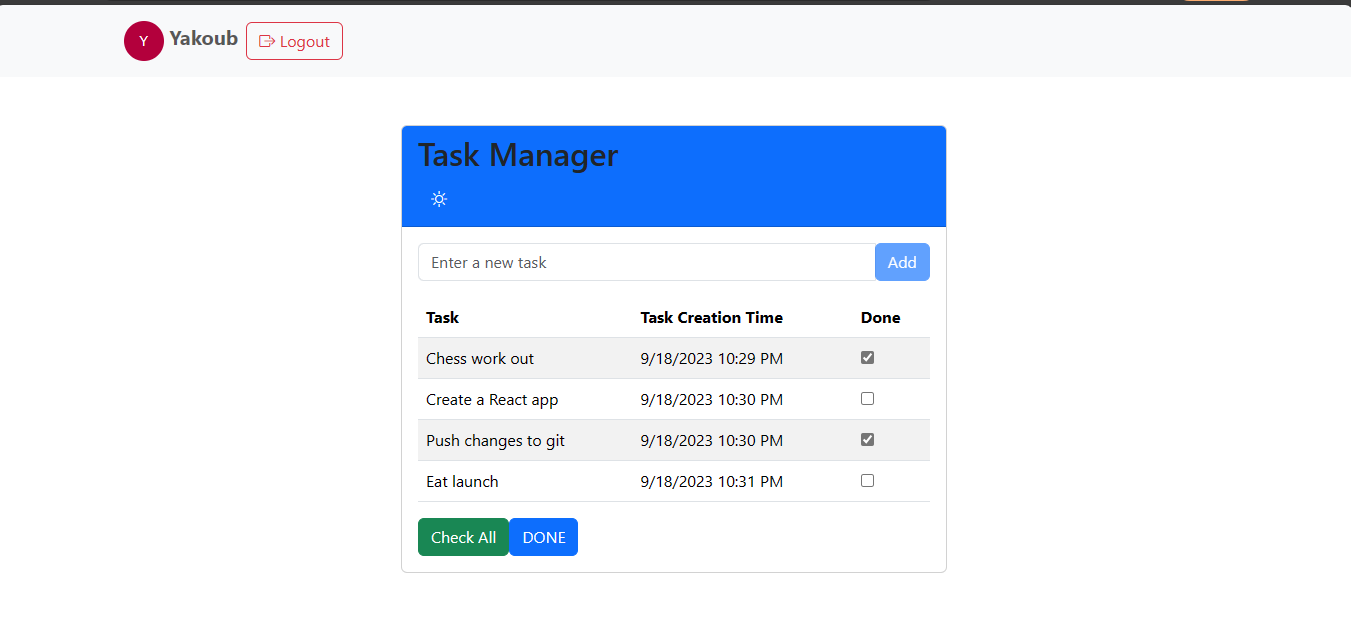 Y Yakoub Logout
Task Manager
Enter a new task Add
Task Task Creation Time Done
Chess work out 9/18/2023 10:29 PM
Create a React app 9/18/2023 10:30 PM
Push changes to git 9/18/2023 10:30 PM
Eat launch 9/18/2023 10:31 PM
Check All DONE